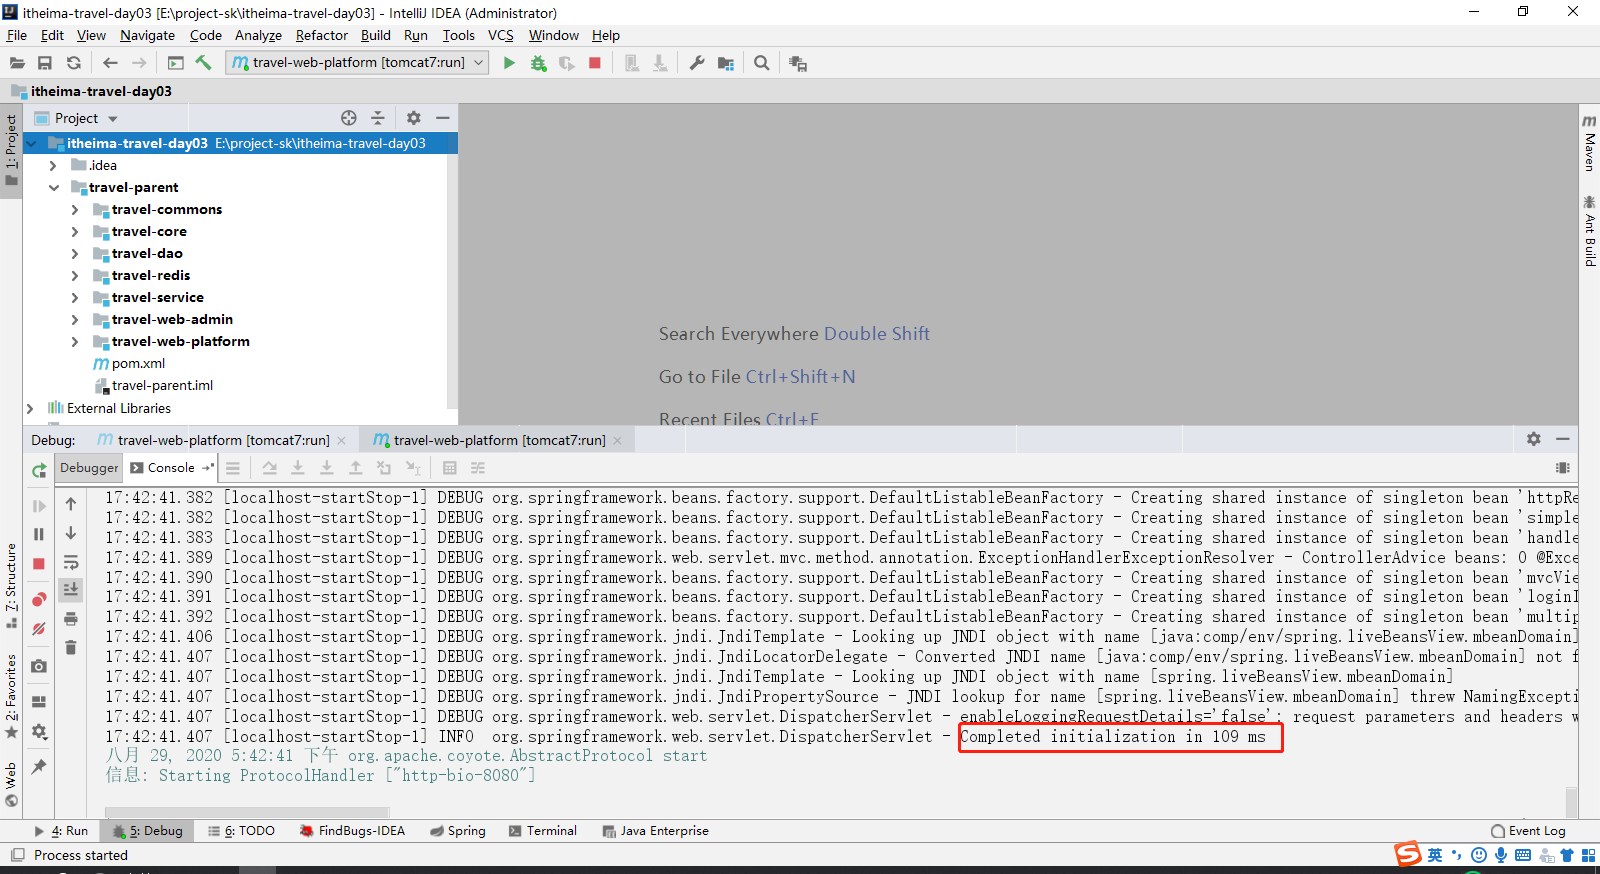 itheima-travel-day03 [E:\project-sk\itheima-travel-day03] - IntelliJ IDEA (Administrator)
File Edit View Navigate Code Analyze Refactor Build Run Tools VCS Window Help
travel-web-platform [tomcat7:run]
itheima-travel-day03
1: Project
Project
itheima-travel-day03 E:\project-sk\itheima-travel-day03
.idea
travel-parent
travel-commons
travel-core
travel-dao
travel-redis
travel-service
travel-web-admin
travel-web-platform
pom.xml
travel-parent.iml
External Libraries
Search Everywhere Double Shift
Go to File Ctrl+Shift+N
Recent Files Ctrl+E
Maven
Ant Build
Debug: travel-web-platform [tomcat7:run] travel-web-platform [tomcat7:run]
Debugger Console
17:42:41.382 [localhost-startStop-1] DEBUG org.springframework.beans.factory.support.DefaultListableBeanFactory - Creating shared instance of singleton bean 'httpRe
17:42:41.382 [localhost-startStop-1] DEBUG org.springframework.beans.factory.support.DefaultListableBeanFactory - Creating shared instance of singleton bean 'simple
17:42:41.383 [localhost-startStop-1] DEBUG org.springframework.beans.factory.support.DefaultListableBeanFactory - Creating shared instance of singleton bean 'handle
17:42:41.389 [localhost-startStop-1] DEBUG org.springframework.web.servlet.mvc.method.annotation.ExceptionHandlerExceptionResolver - ControllerAdvice beans: 0 @Exce
17:42:41.390 [localhost-startStop-1] DEBUG org.springframework.beans.factory.support.DefaultListableBeanFactory - Creating shared instance of singleton bean 'mvcVie
17:42:41.391 [localhost-startStop-1] DEBUG org.springframework.beans.factory.support.DefaultListableBeanFactory - Creating shared instance of singleton bean 'loginI
17:42:41.392 [localhost-startStop-1] DEBUG org.springframework.beans.factory.support.DefaultListableBeanFactory - Creating shared instance of singleton bean 'multip
17:42:41.406 [localhost-startStop-1] DEBUG org.springframework.jndi.JndiTemplate - Looking up JNDI object with name [java:comp/env/spring.liveBeansView.mbeanDomain]
17:42:41.407 [localhost-startStop-1] DEBUG org.springframework.jndi.JndiLocatorDelegate - Converted JNDI name [java:comp/env/spring.liveBeansView.mbeanDomain] not f
17:42:41.407 [localhost-startStop-1] DEBUG org.springframework.jndi.JndiTemplate - Looking up JNDI object with name [spring.liveBeansView.mbeanDomain]
17:42:41.407 [localhost-startStop-1] DEBUG org.springframework.jndi.JndiPropertySource - JNDI lookup for name [spring.liveBeansView.mbeanDomain] threw NamingExcepti
17:42:41.407 [localhost-startStop-1] DEBUG org.springframework.web.servlet.DispatcherServlet - enableLoggingRequestDetails='false': request parameters and headers w
17:42:41.407 [localhost-startStop-1] INFO org.springframework.web.servlet.DispatcherServlet - Completed initialization in 109 ms
八月 29, 2020 5:42:41 下午 org.apache.coyote.AbstractProtocol start
信息: Starting ProtocolHandler ["http-bio-8080"]
7: Structure
2: Favorites
Web
4: Run 5: Debug 6: TODO FindBugs-IDEA Spring Terminal Java Enterprise Event Log
Process started
英